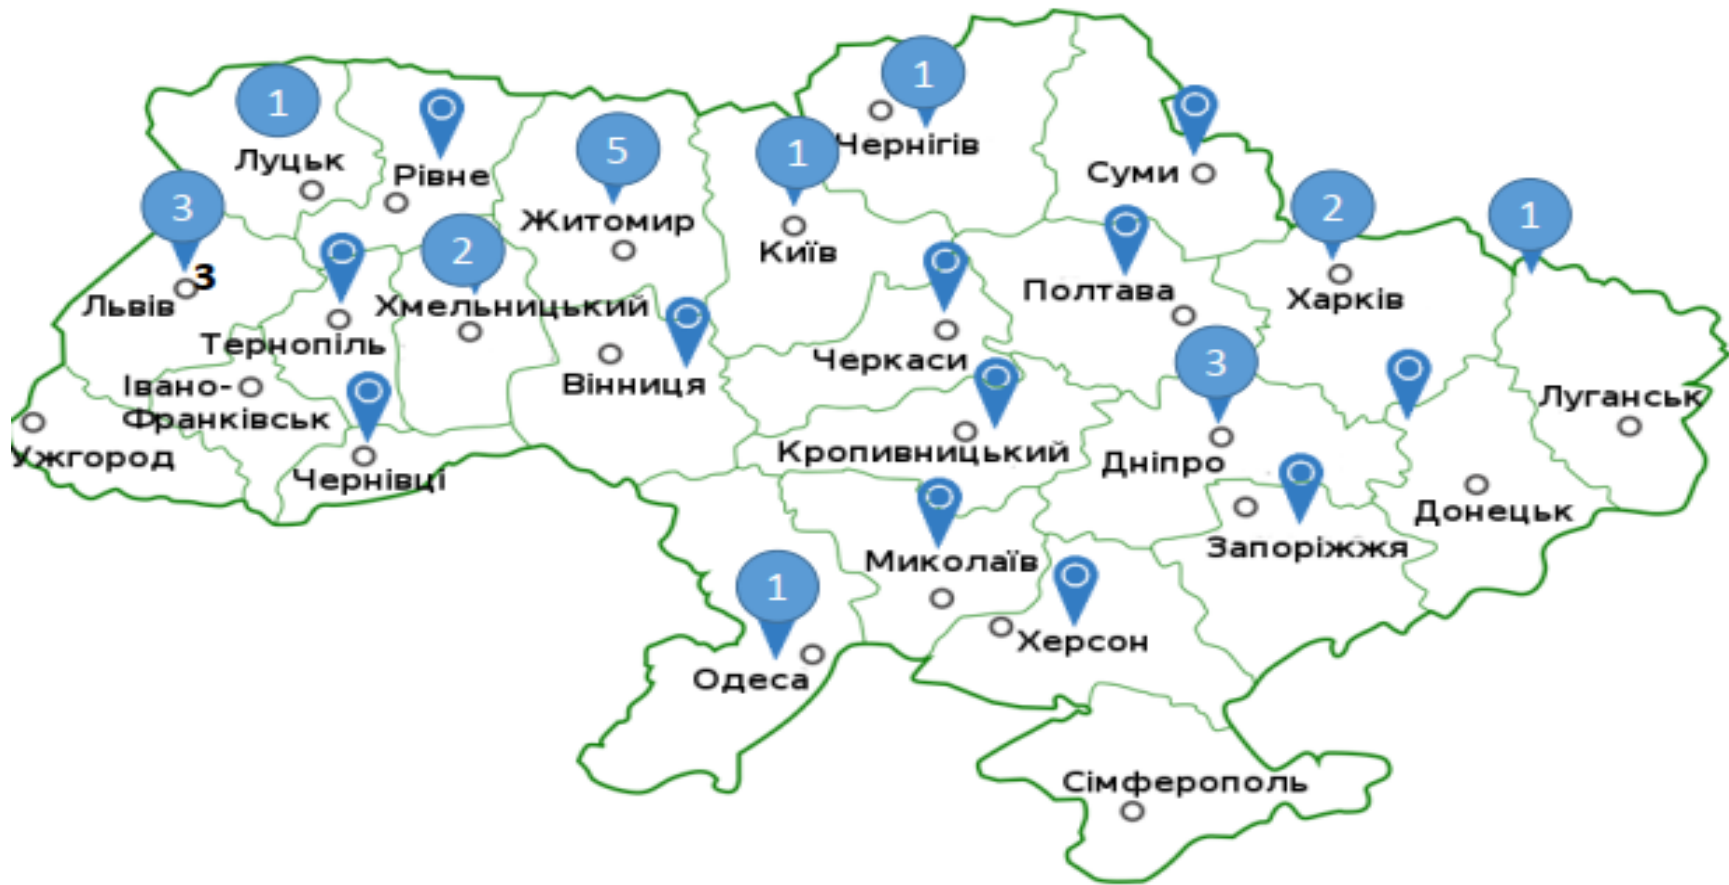 1
1
5
1
Чернігів
Луцьк
Рівне
Суми
3
Житомир
2
1
2
Київ
3
Львів
Хмельницький
Полтава
Харків
Тернопіль
Черкаси
3
Івано-
Франківськ
Вінниця
Луганськ
Ужгород
Чернівці
Кропивницький
Дніпро
Донецьк
Запоріжжя
Миколаїв
1
Херсон
Одеса
Сімферополь